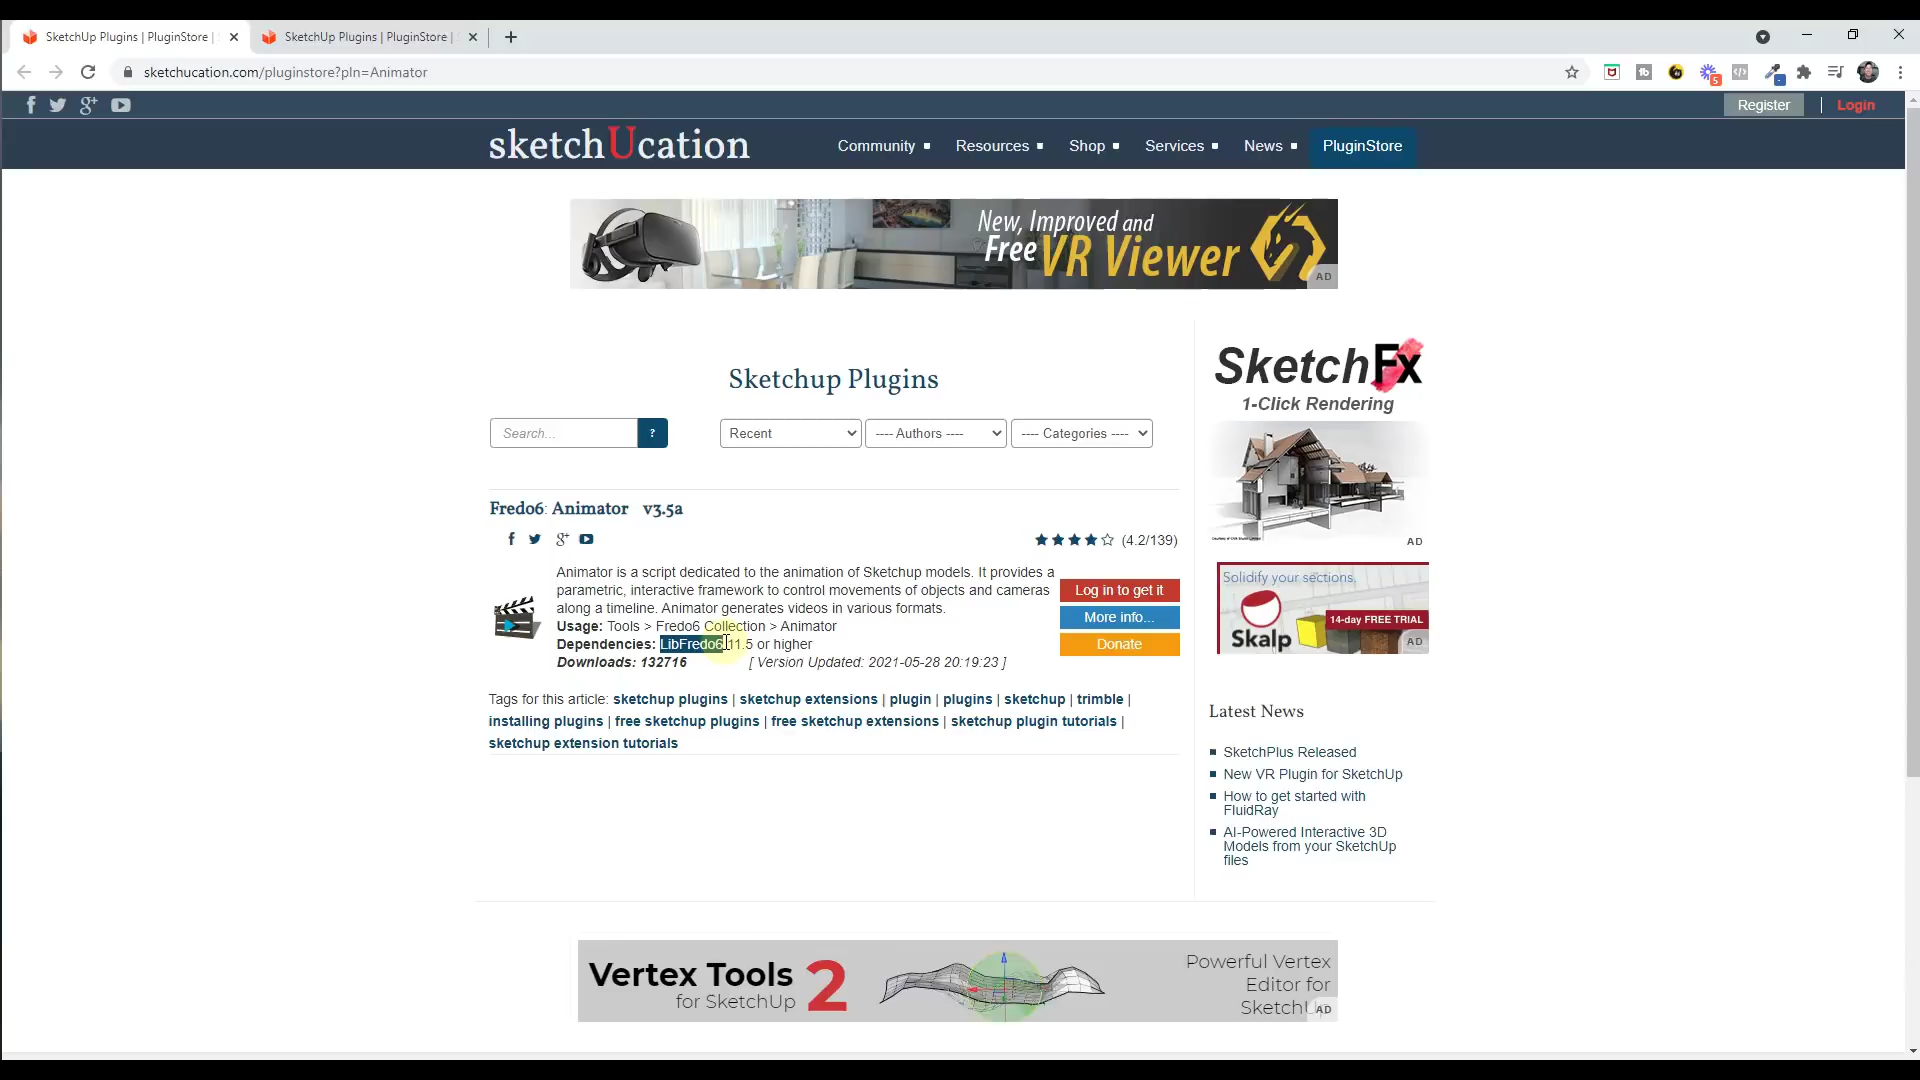 SketchUp Plugins | PluginStore |
SketchUp Plugins | PluginStore |
sketchucation.com/pluginstore?pln=Animator
5
Register | Login
sketchUcation
Community
Resources
Shop
Services
News
PluginStore
New, Improved and
Free VR Viewer
AD
Sketchup Plugins
Search...
?
Recent
---- Authors ----
---- Categories ----
Fredo6: Animator v3.5a
(4.2/139)
Animator is a script dedicated to the animation of Sketchup models. It provides a
parametric, interactive framework to control movements of objects and cameras
along a timeline. Animator generates videos in various formats.
Usage: Tools > Fredo6 Collection > Animator
Dependencies: LibFredo6 11.5 or higher
Downloads: 132716 [ Version Updated: 2021-05-28 20:19:23 ]
Log in to get it
More info...
Donate
Tags for this article: sketchup plugins | sketchup extensions | plugin | plugins | sketchup | trimble |
installing plugins | free sketchup plugins | free sketchup extensions | sketchup plugin tutorials |
sketchup extension tutorials
SketchFx
1-Click Rendering
AD
Solidify your sections.
14-day FREE TRIAL
Skalp
AD
Latest News
SketchPlus Released
New VR Plugin for SketchUp
How to get started with
FluidRay
AI-Powered Interactive 3D
Models from your SketchUp
files
Vertex Tools 2
for SketchUp
Powerful Vertex
Editor for
SketchU
AD